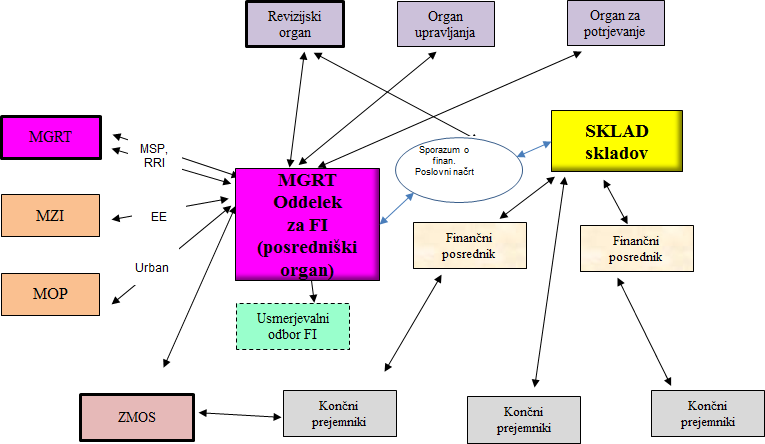 Revizijski
organ
Organ
upravljanja
Organ za
potrjevanje
MGRT
MSP,
RRI
Sporazum o
finan.
Poslovni načrt
SKLAD
skladov
MGRT
Oddelek
za FI
(posredniški
organ)
MZI
EE
Finančni
posrednik
Finančni
posrednik
MOP
Urban
Usmerjevalni
odbor FI
ZMOS
Končni
prejemniki
Končni
prejemniki
Končni
prejemniki